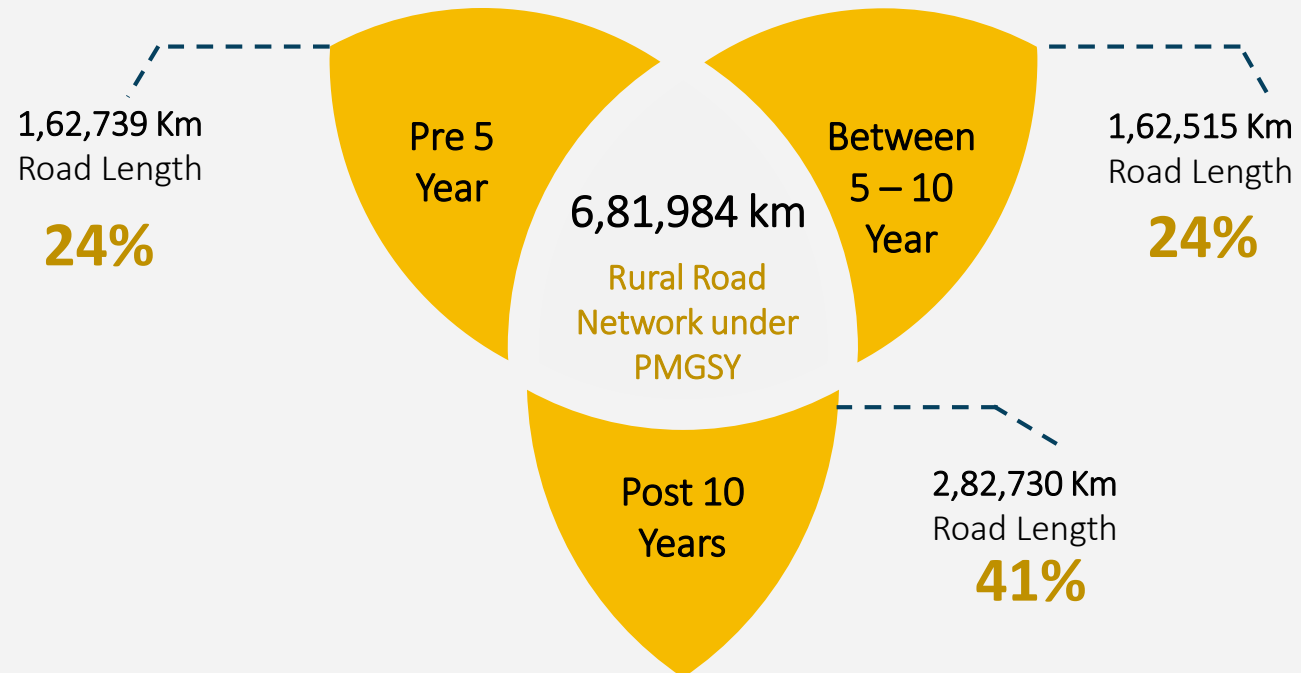 1,62,739 Km
Road Length
24%
Pre 5
Year
6,81,984 km
Rural Road
Network under
PMGSY
Between
5 – 10
Year
1,62,515 Km
Road Length
24%
Post 10
Years
2,82,730 Km
Road Length
41%